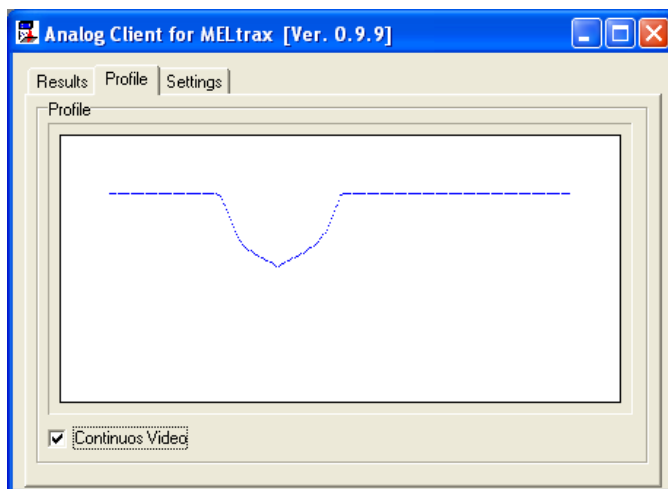 Analog Client for MELtrax [Ver. 0.9.9]
Results Profile Settings
Profile
Continuos Video